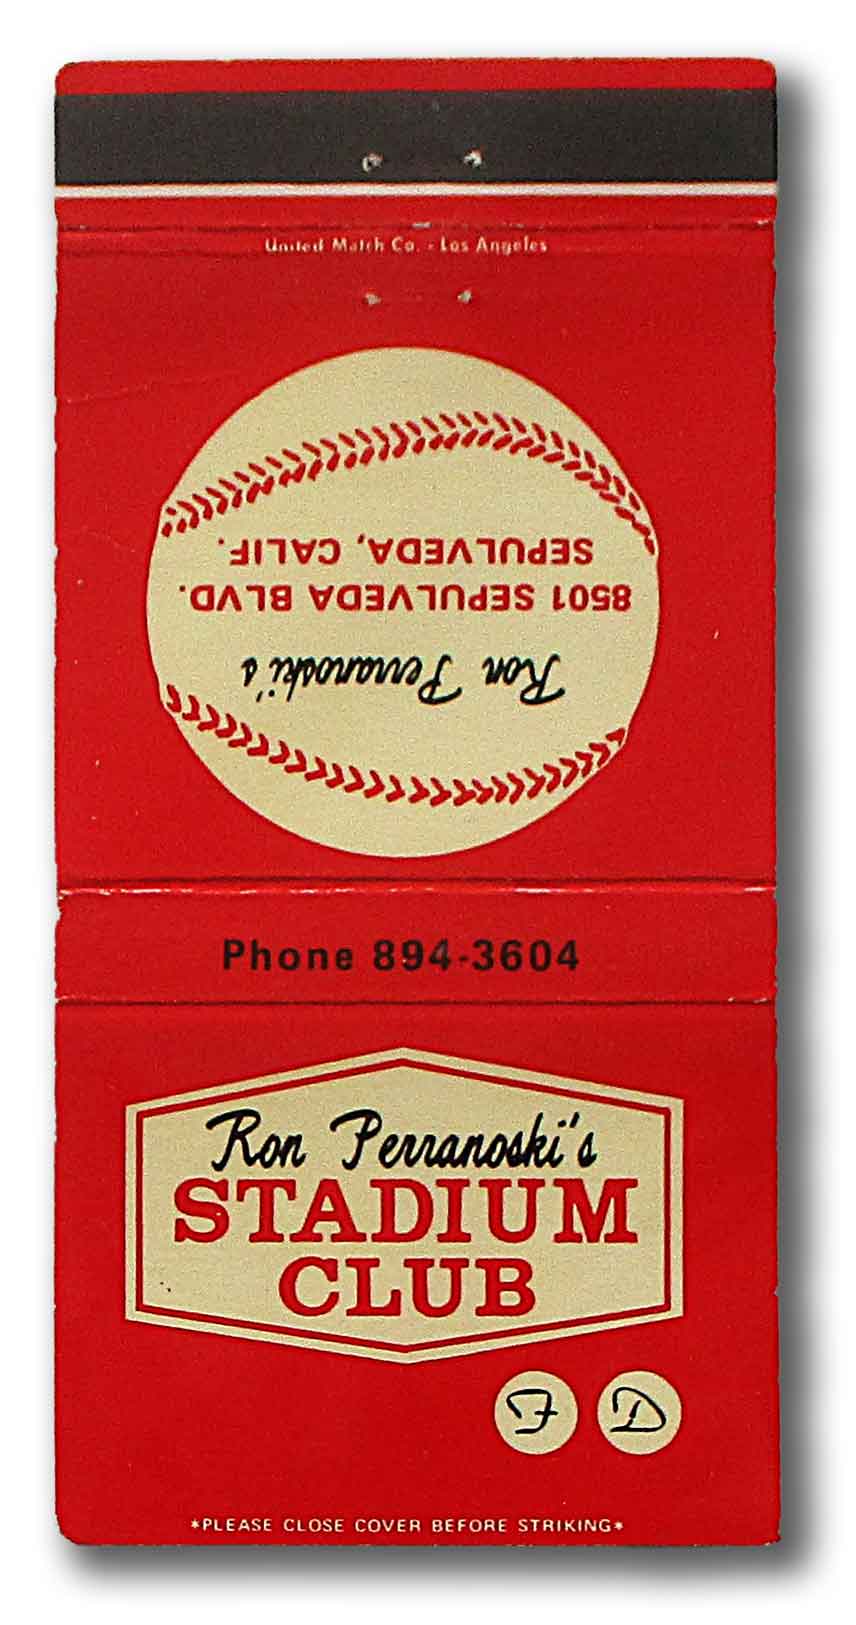 United Match Co. - Los Angeles
Ron Perranoski's
8501 SEPULVEDA BLVD.
SEPULVEDA, CALIF.
Phone 894-3604
Ron Perranoski's
STADIUM
CLUB
F D
*PLEASE CLOSE COVER BEFORE STRIKING*